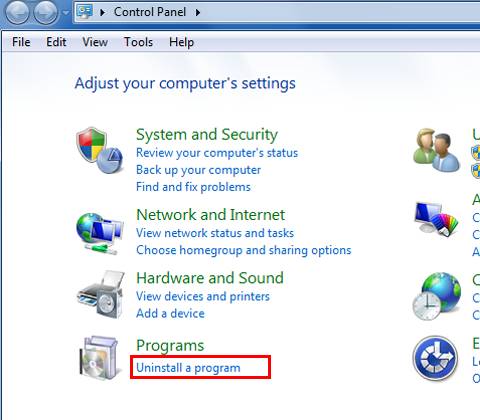 Control Panel
File Edit View Tools Help
Adjust your computer's settings
System and Security
Review your computer's status
Back up your computer
Find and fix problems
Network and Internet
View network status and tasks
Choose homegroup and sharing options
Hardware and Sound
View devices and printers
Add a device
Programs
Uninstall a program